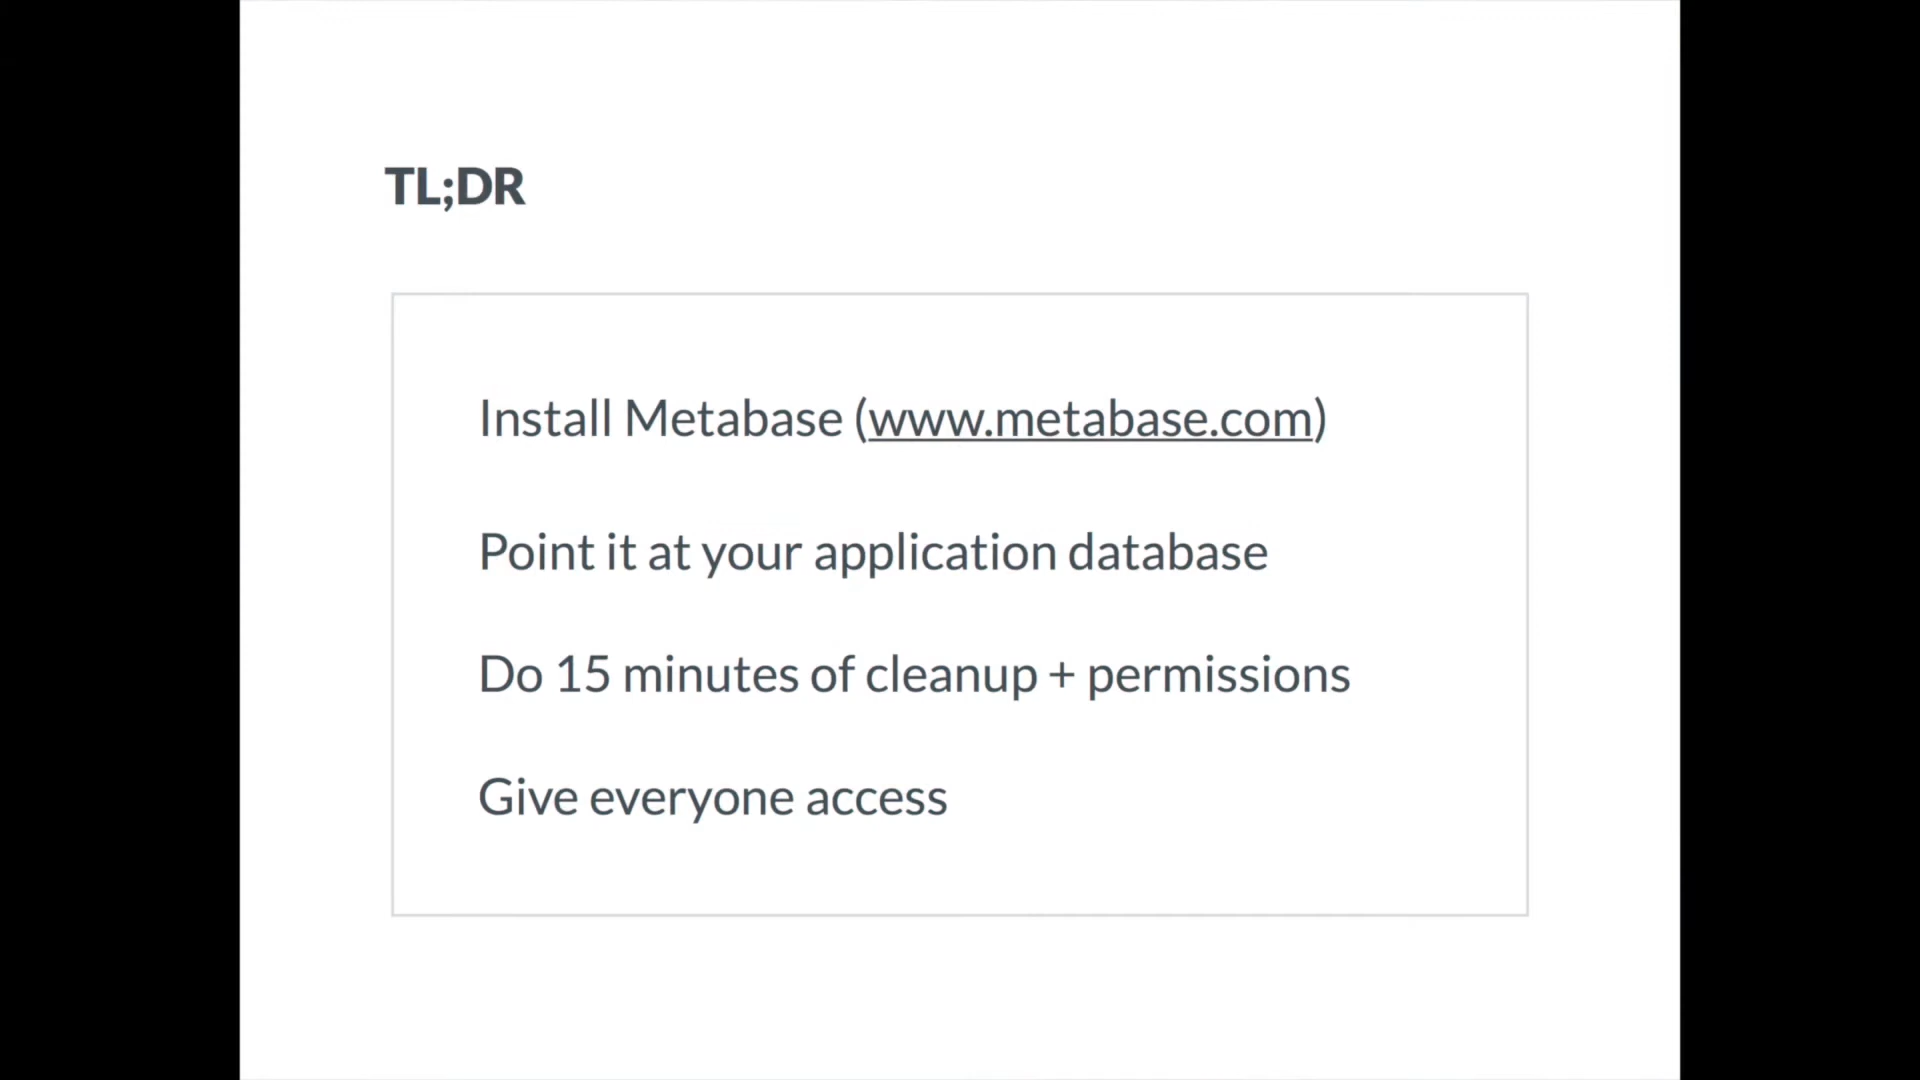 TL;DR
Install Metabase (www.metabase.com)
Point it at your application database
Do 15 minutes of cleanup + permissions
Give everyone access